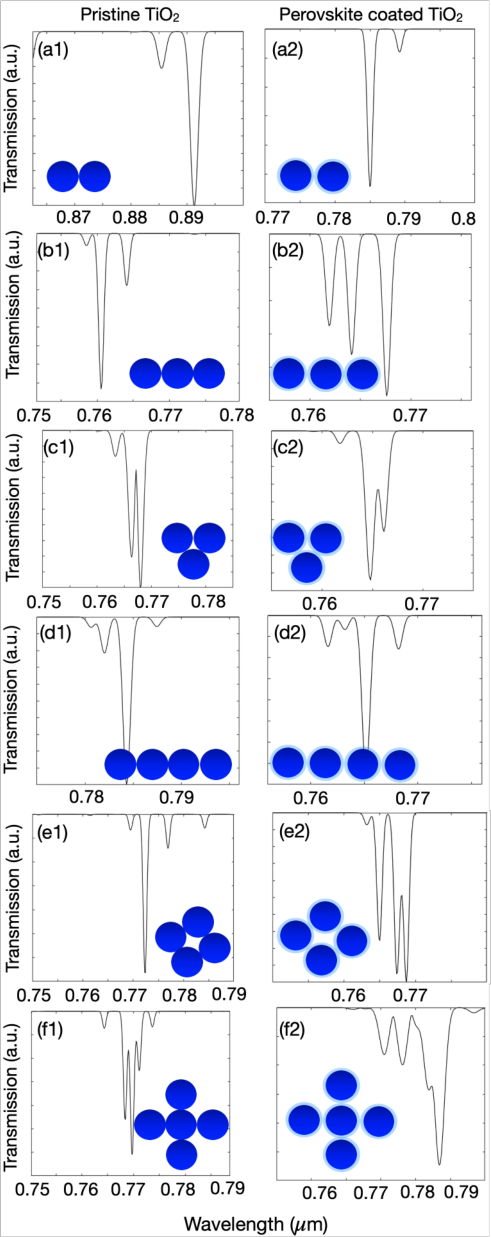 Pristine TiO₂ Perovskite coated TiO₂
Transmission (a.u.)
(a1) (a2)
0.87 0.88 0.89 0.77 0.78 0.79 0.8
Transmission (a.u.)
(b1) (b2)
0.75 0.76 0.77 0.78 0.76 0.77
Transmission (a.u.)
(c1) (c2)
0.75 0.76 0.77 0.78 0.76 0.77
Transmission (a.u.)
(d1) (d2)
0.78 0.79 0.76 0.77
Transmission (a.u.)
(e1) (e2)
0.75 0.76 0.77 0.78 0.79 0.76 0.77
Transmission (a.u.)
(f1) (f2)
0.75 0.76 0.77 0.78 0.79 0.76 0.77 0.78 0.79
Wavelength (μm)